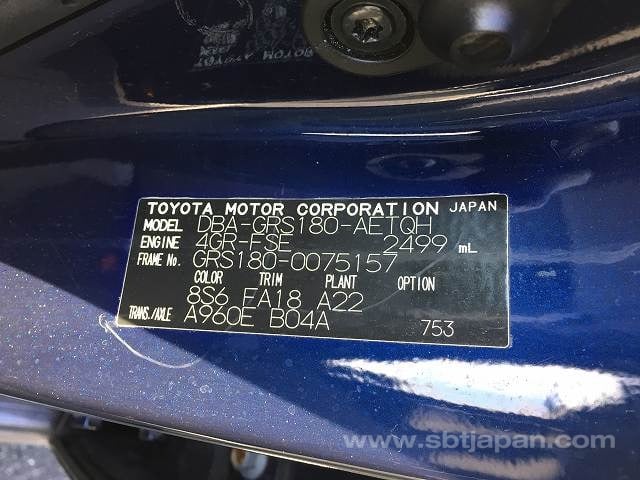 TOYOTA MOTOR CORPORATION JAPAN
MODEL DBA-GRS180-AETQH
ENGINE 4GR-FSE 2499 mL
FRAME No. GRS180-0075157
COLOR TRIM PLANT OPTION
8S6 FA18 A22
TRANS./AXLE A960E B04A 753
www.sbtjapan.com